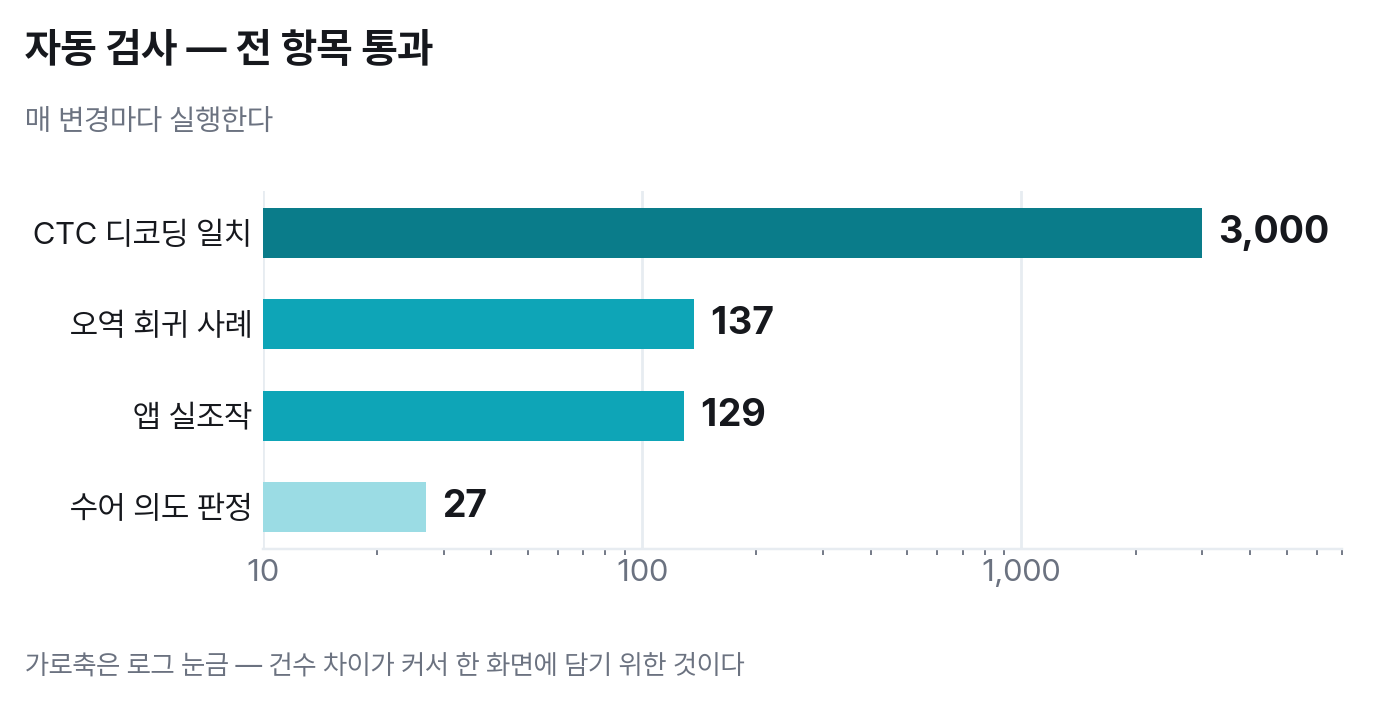 자동 검사 — 전 항목 통과
매 변경마다 실행한다
CTC 디코딩 일치 3,000
오역 회귀 사례 137
앱 실조작 129
수어 의도 판정 27
10 100 1,000
가로축은 로그 눈금 — 건수 차이가 커서 한 화면에 담기 위한 것이다